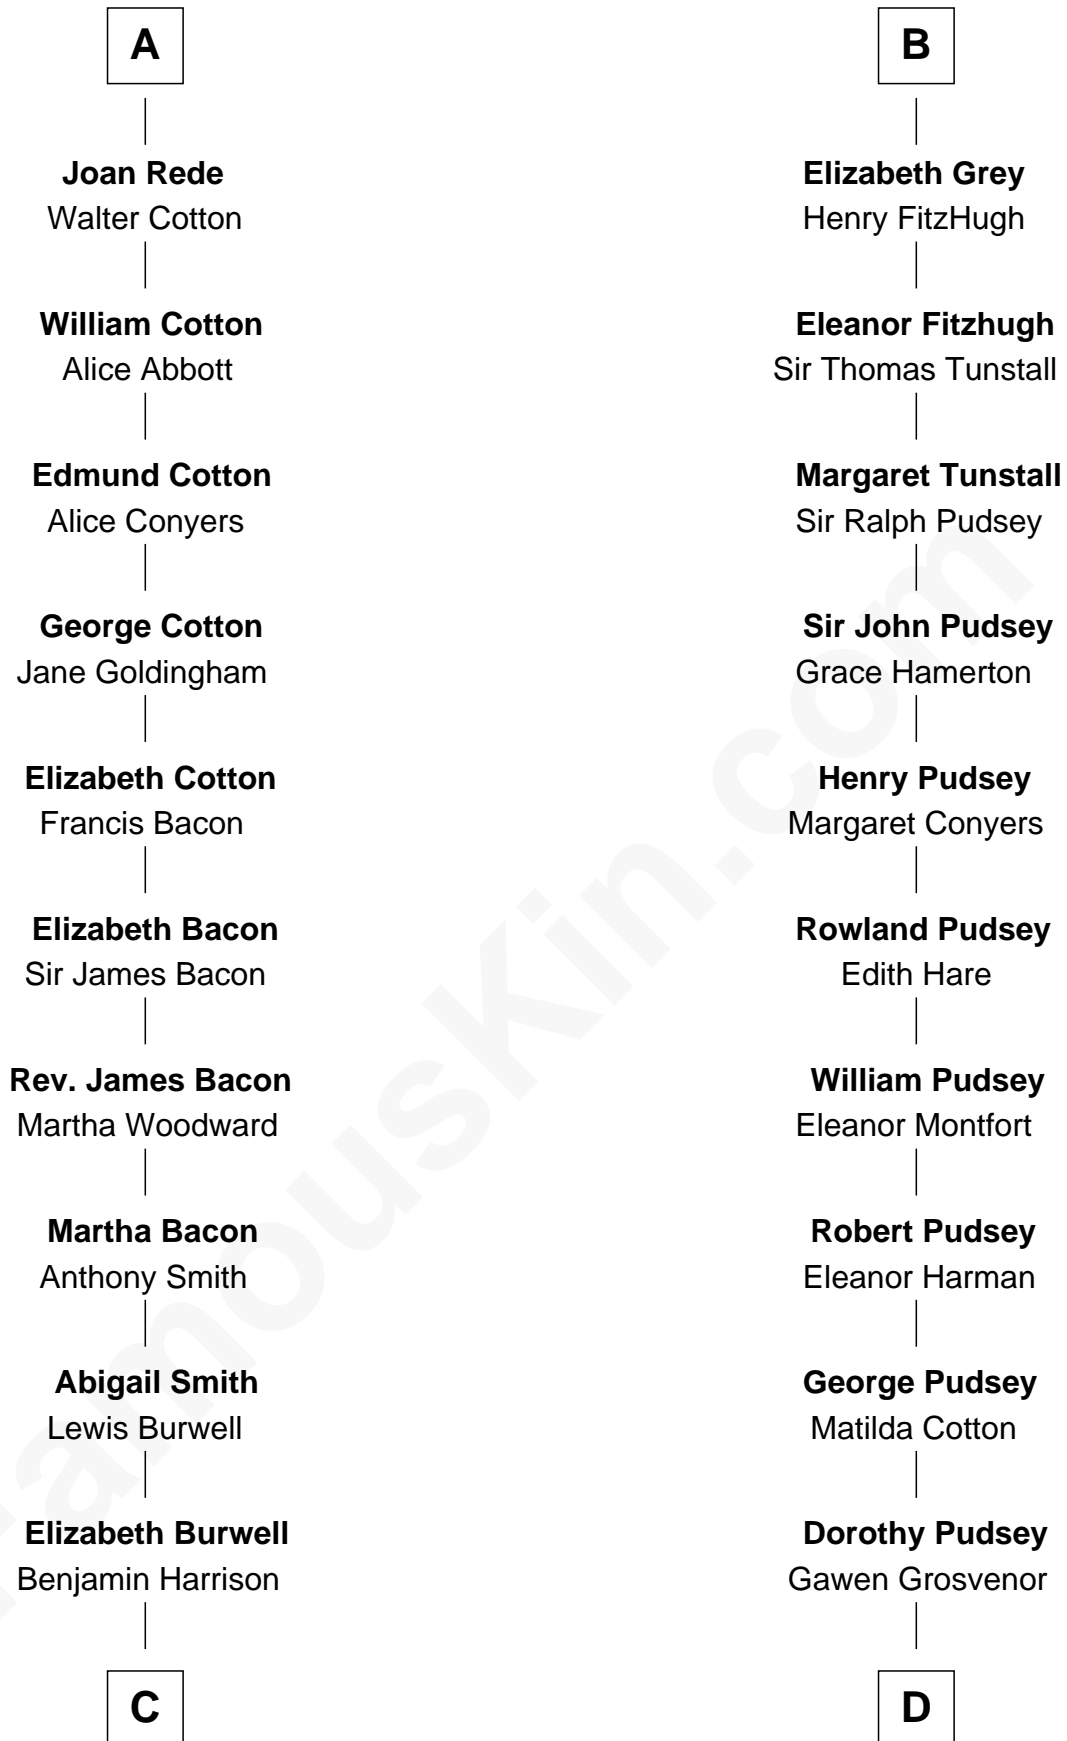 A
Joan Rede
Walter Cotton
William Cotton
Alice Abbott
Edmund Cotton
Alice Conyers
George Cotton
Jane Goldingham
Elizabeth Cotton
Francis Bacon
Elizabeth Bacon
Sir James Bacon
Rev. James Bacon
Martha Woodward
Martha Bacon
Anthony Smith
Abigail Smith
Lewis Burwell
Elizabeth Burwell
Benjamin Harrison
C
B
Elizabeth Grey
Henry FitzHugh
Eleanor Fitzhugh
Sir Thomas Tunstall
Margaret Tunstall
Sir Ralph Pudsey
Sir John Pudsey
Grace Hamerton
Henry Pudsey
Margaret Conyers
Rowland Pudsey
Edith Hare
William Pudsey
Eleanor Montfort
Robert Pudsey
Eleanor Harman
George Pudsey
Matilda Cotton
Dorothy Pudsey
Gawen Grosvenor
D
FamousKin.com